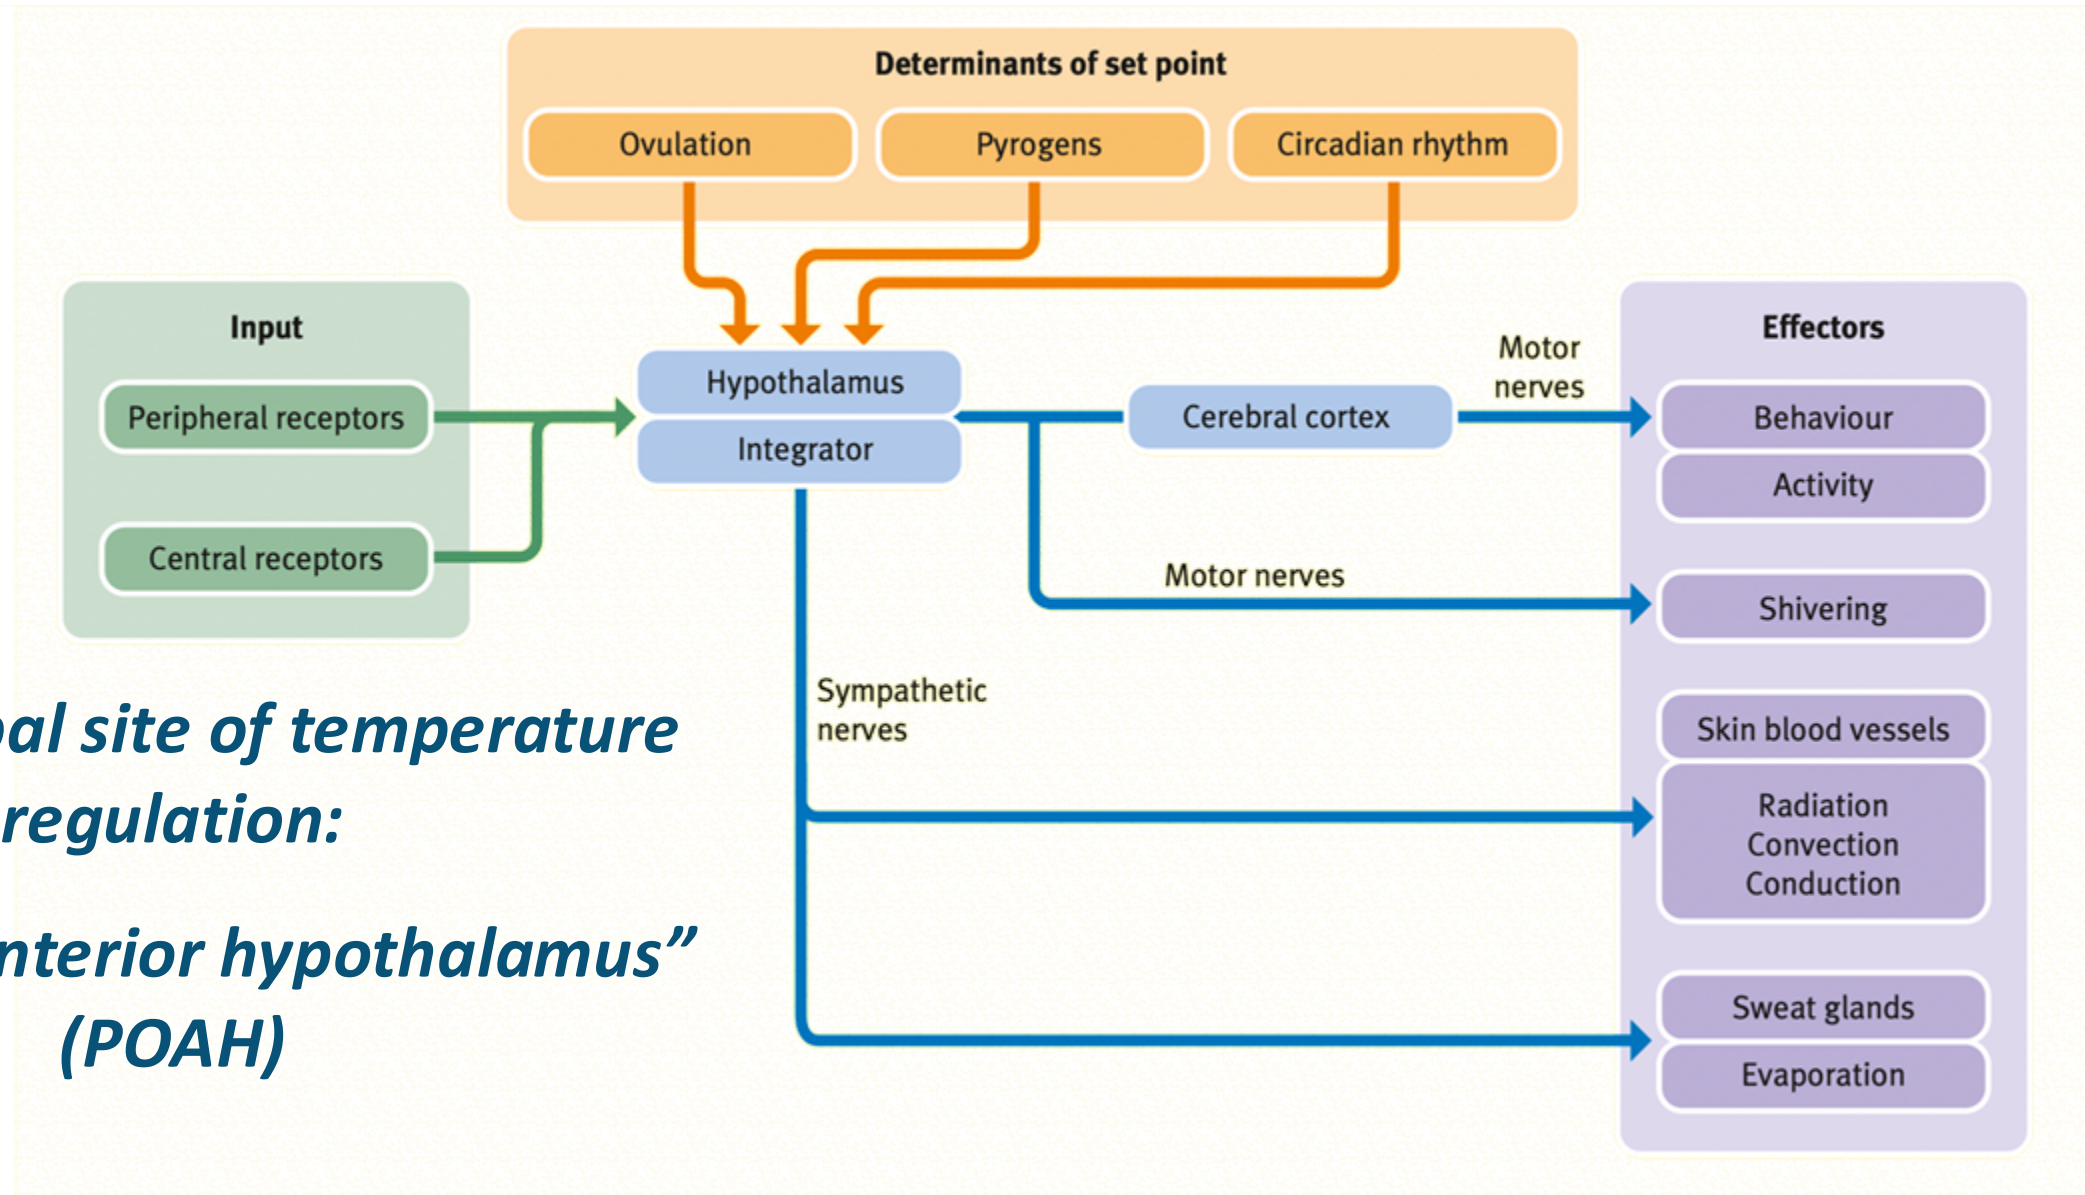 Determinants of set point
Ovulation
Pyrogens
Circadian rhythm
Input
Peripheral receptors
Central receptors
Hypothalamus
Integrator
Cerebral cortex
Motor
nerves
Motor nerves
Sympathetic
nerves
Effectors
Behaviour
Activity
Shivering
Skin blood vessels
Radiation
Convection
Conduction
Sweat glands
Evaporation
site of temperature
regulation:
hypothalamus”
(POAH)